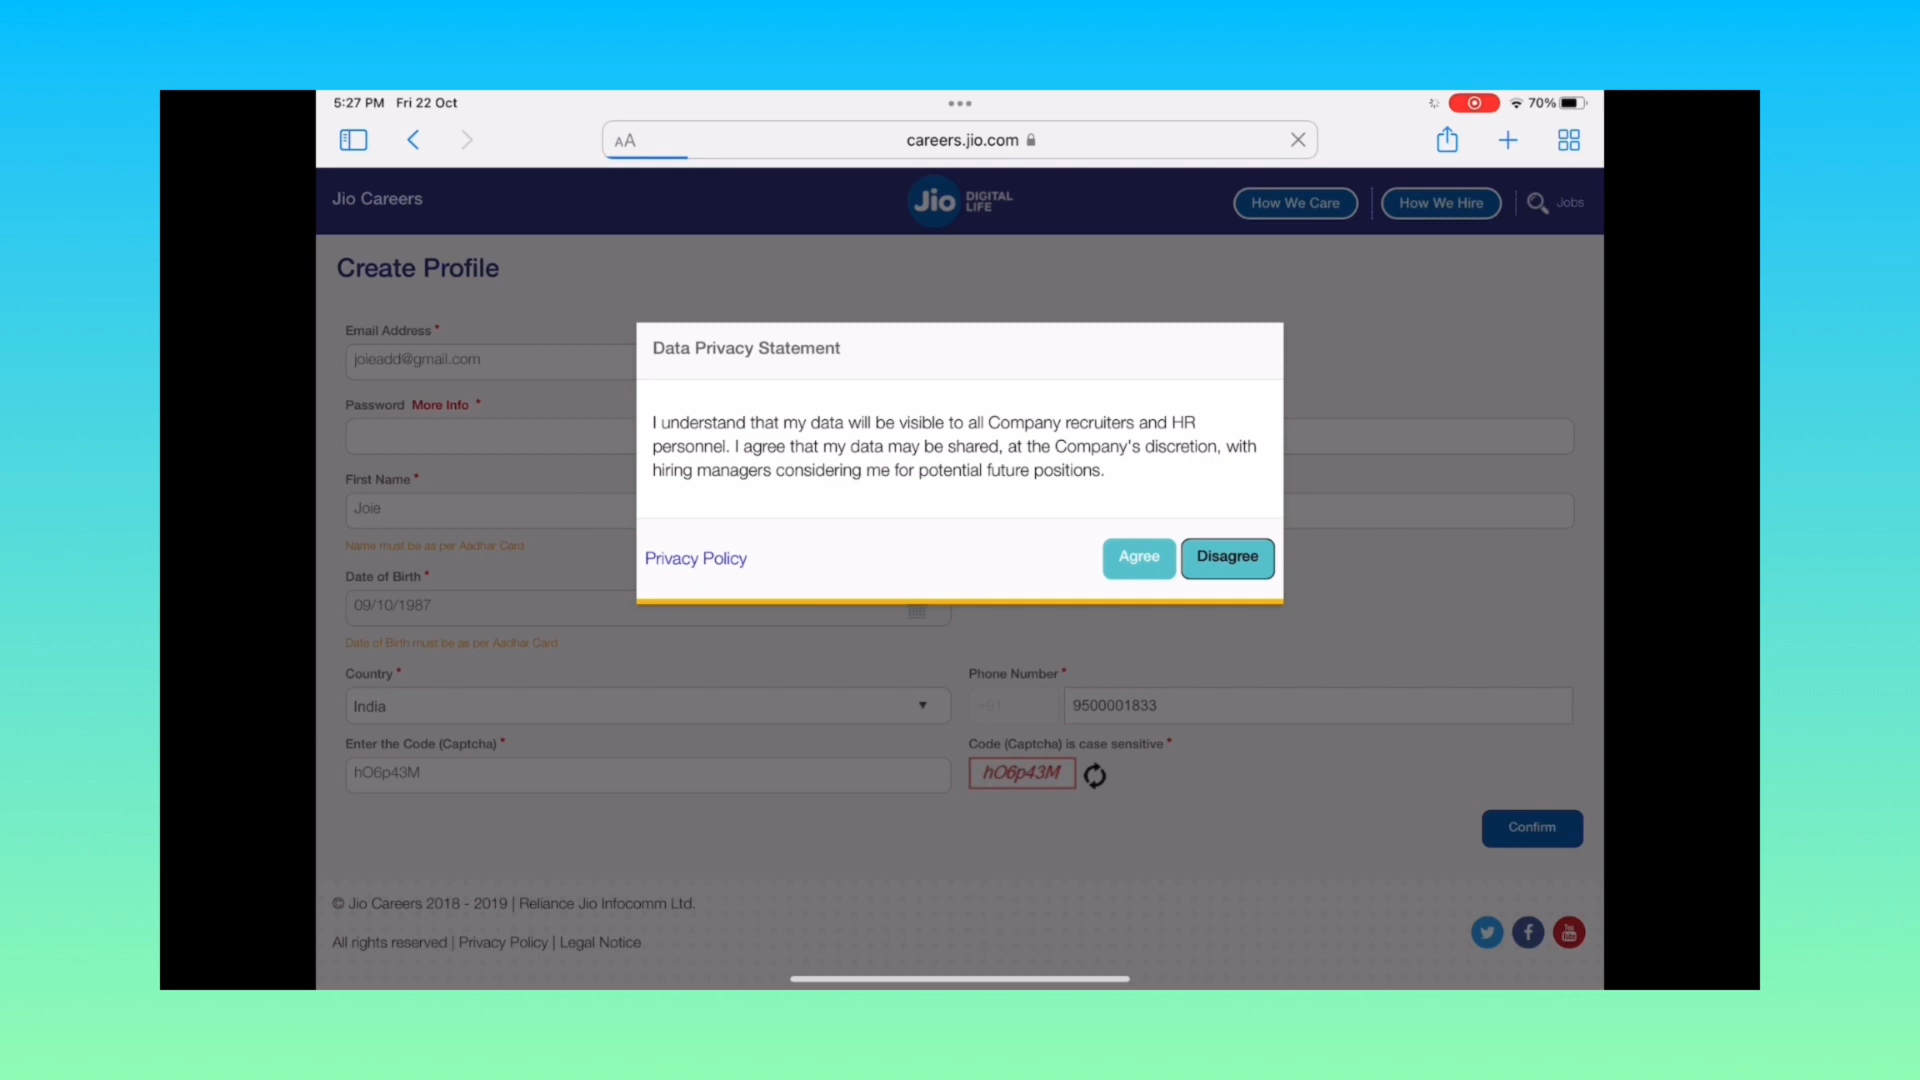 5:27 PM Fri 22 Oct
70%
AA
careers.jio.com
Jio Careers
Jio DIGITAL LIFE
How We Care
How We Hire
Jobs
Create Profile
Email Address *
joieadd@gmail.com
Password More Info *
First Name *
Joie
Name must be as per Aadhar Card
Date of Birth *
09/10/1987
Date of Birth must be as per Aadhar Card
Data Privacy Statement
I understand that my data will be visible to all Company recruiters and HR
personnel. I agree that my data may be shared, at the Company's discretion, with
hiring managers considering me for potential future positions.
Privacy Policy
Agree
Disagree
Country *
India
Phone Number *
+91
9500001833
Enter the Code (Captcha) *
hO6p43M
Code (Captcha) is case sensitive *
hO6p43M
Confirm
© Jio Careers 2018 - 2019 | Reliance Jio Infocomm Ltd.
All rights reserved | Privacy Policy | Legal Notice
You Tube